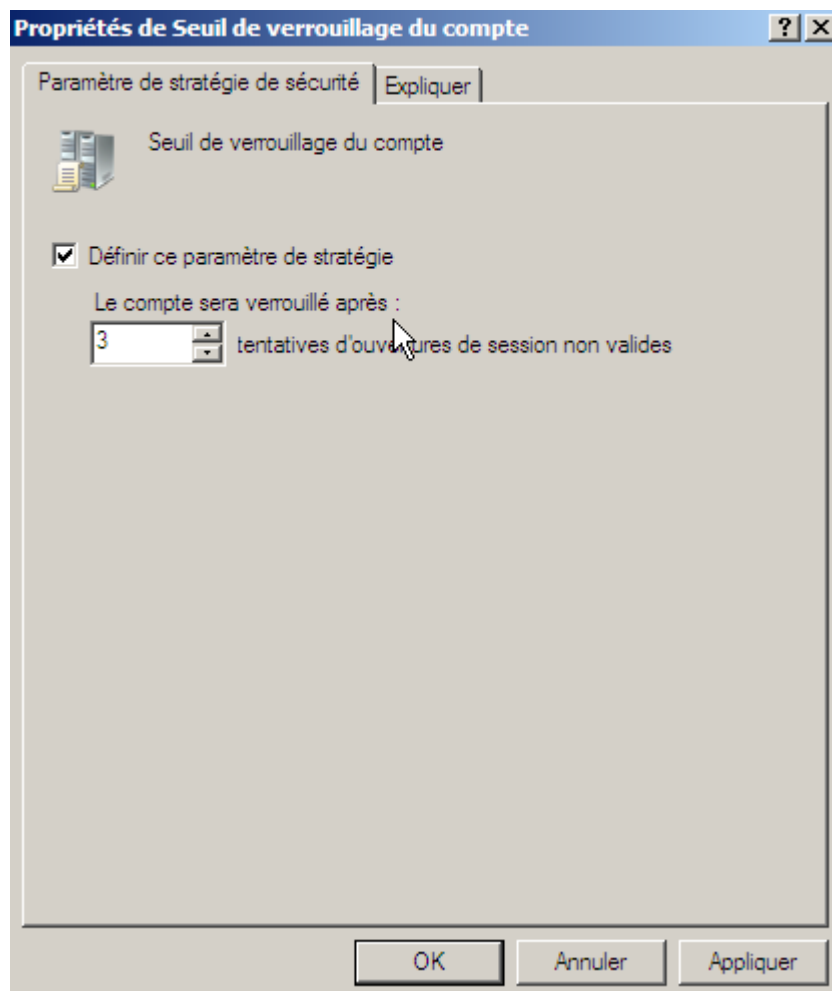 Propriétés de Seuil de verrouillage du compte
Paramètre de stratégie de sécurité
Expliquer
Seuil de verrouillage du compte
Définir ce paramètre de stratégie
Le compte sera verrouillé après :
3 tentatives d'ouvertures de session non valides
OK
Annuler
Appliquer